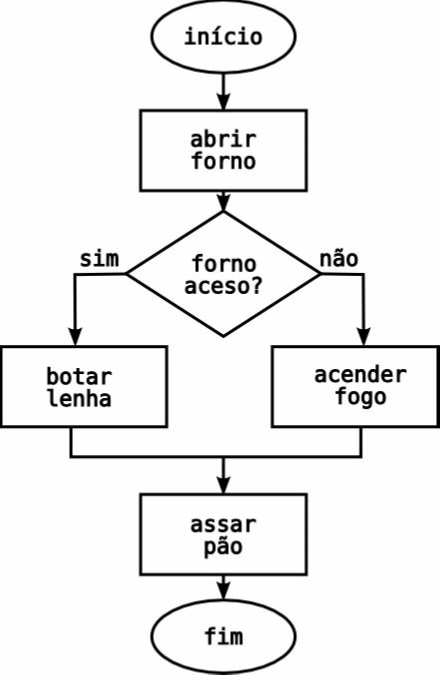 início
abrir
forno
forno
aceso?
sim
não
botar
lenha
acender
fogo
assar
pão
fim